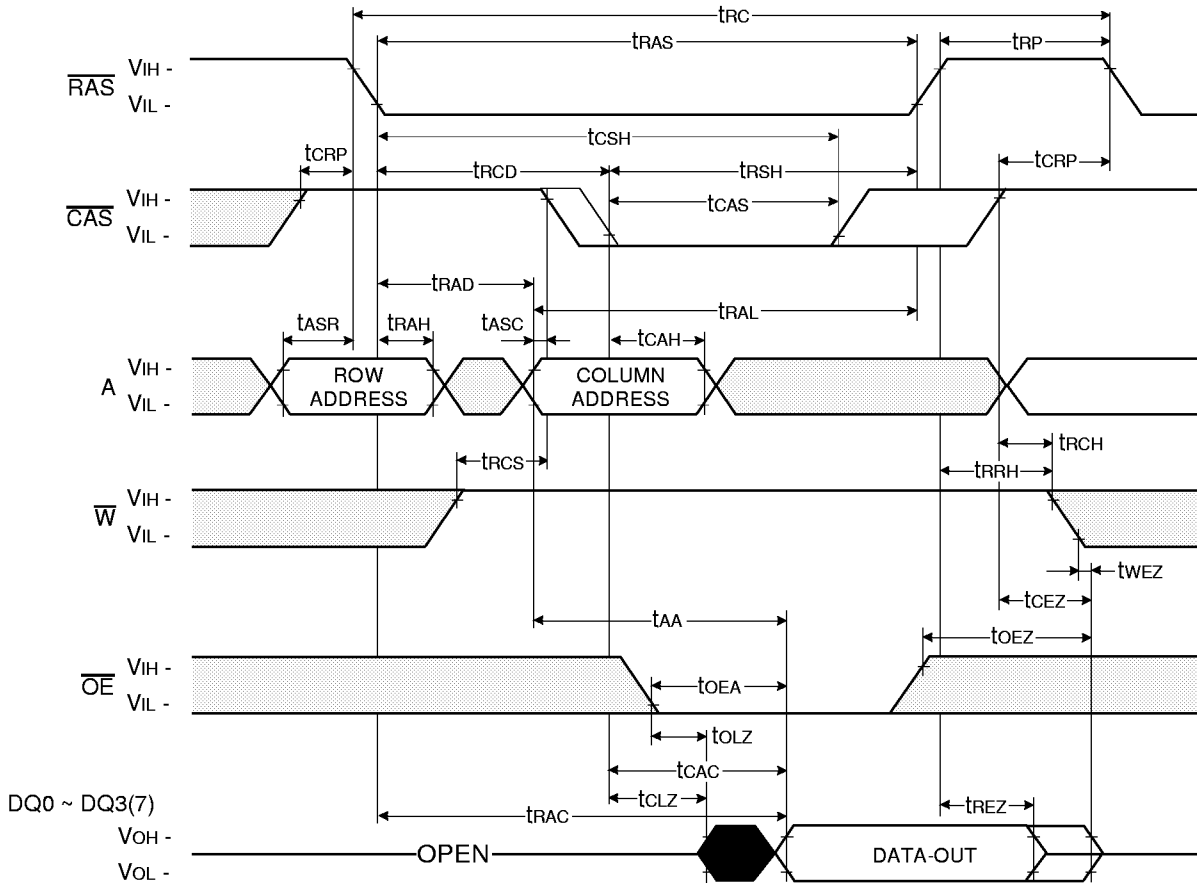 tRC
tRAS
tRP
RAS
VIH -
VIL -
tCSH
tCRP
tRCD
tRSH
tCRP
CAS
VIH -
VIL -
tCAS
tRAD
tRAL
tASR
tRAH
tASC
tCAH
A
VIH -
VIL -
ROW
ADDRESS
COLUMN
ADDRESS
tRCH
tRCS
tRRH
W
VIH -
VIL -
tWEZ
tCEZ
tAA
tOEZ
OE
VIH -
VIL -
tOEA
tOLZ
tCAC
tCLZ
tREZ
tRAC
DQ0 ~ DQ3(7)
VOH -
VOL -
OPEN
DATA-OUT